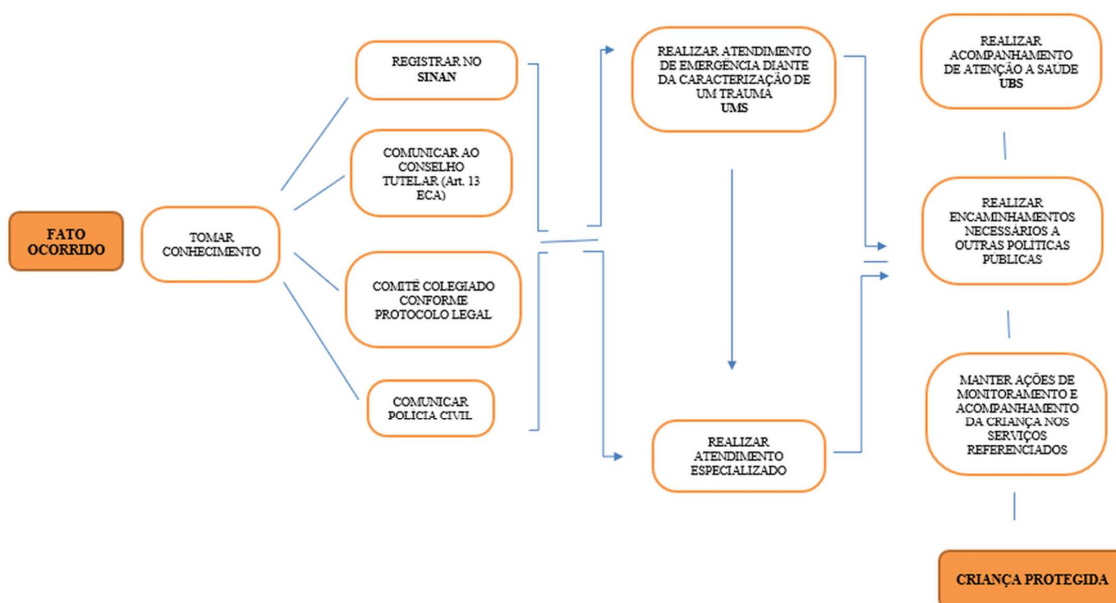 FATO
OCORRIDO
TOMAR
CONHECIMENTO
REGISTRAR NO
SINAN
COMUNICAR AO
CONSELHO
TUTELAR (Art. 13
ECA)
COMITÊ COLEGIADO
CONFORME
PROTOCOLO LEGAL
COMUNICAR
POLÍCIA CIVIL
REALIZAR ATENDIMENTO
DE EMERGÊNCIA DIANTE
DA CARACTERIZAÇÃO DE
UM TRAUMA
UMS
REALIZAR
ATENDIMENTO
ESPECIALIZADO
REALIZAR
ACOMPANHAMENTO
DE ATENÇÃO A SAÚDE
UBS
REALIZAR
ENCAMINHAMENTOS
NECESSÁRIOS A
OUTRAS POLÍTICAS
PUBLICAS
MANTER AÇÕES DE
MONITORAMENTO E
ACOMPANHAMENTO
DA CRIANÇA NOS
SERVIÇOS
REFERENCIADOS
CRIANÇA PROTEGIDA